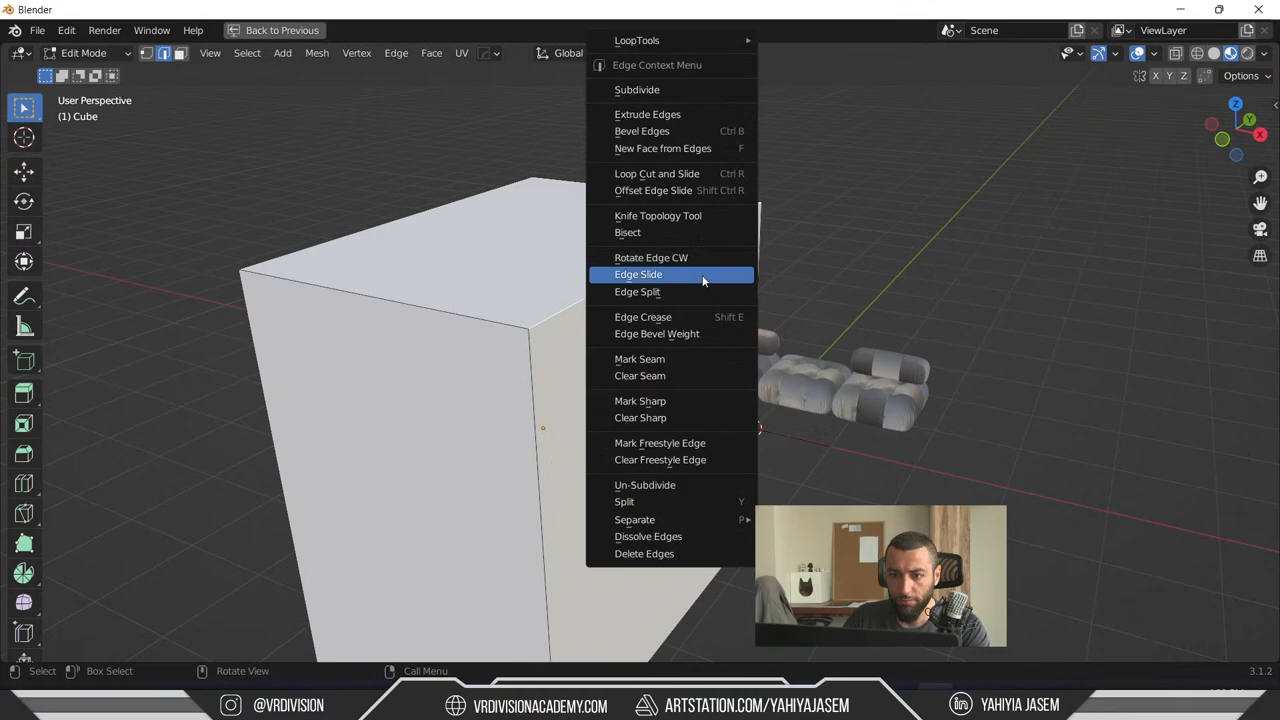 Blender
File Edit Render Window Help Back to Previous Scene ViewLayer
Edit Mode View Select Add Mesh Vertex Edge Face UV Global
X Y Z Options
User Perspective
(1) Cube
Z
Y
X
LoopTools
Edge Context Menu
Subdivide
Extrude Edges
Bevel Edges Ctrl B
New Face from Edges F
Loop Cut and Slide Ctrl R
Offset Edge Slide Shift Ctrl R
Knife Topology Tool
Bisect
Rotate Edge CW
Edge Slide
Edge Split
Edge Crease Shift E
Edge Bevel Weight
Mark Seam
Clear Seam
Mark Sharp
Clear Sharp
Mark Freestyle Edge
Clear Freestyle Edge
Un-Subdivide
Split Y
Separate P
Dissolve Edges
Delete Edges
Select Box Select Rotate View Call Menu 3.1.2
@VRDIVISION VRDIVISIONACADEMY.COM ARTSTATION.COM/YAHIYAJASEM YAHIYIA JASEM